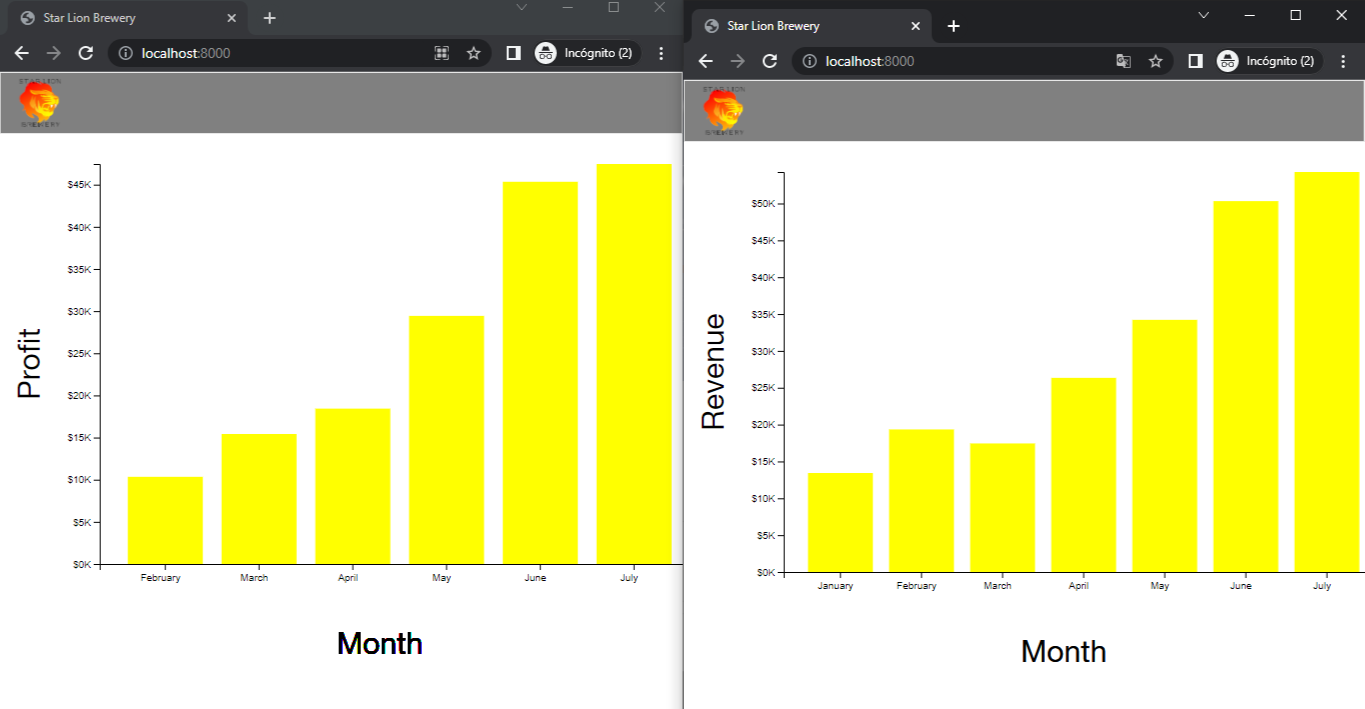 Star Lion Brewery
localhost:8000
Incógnito (2)
STAR LION
BREWERY
$45K
$40K
$35K
$30K
$25K
$20K
$15K
$10K
$5K
$0K
Profit
February March April May June July
Month
Star Lion Brewery
localhost:8000
Incógnito (2)
STAR LION
BREWERY
$50K
$45K
$40K
$35K
$30K
$25K
$20K
$15K
$10K
$5K
$0K
Revenue
January February March April May June July
Month